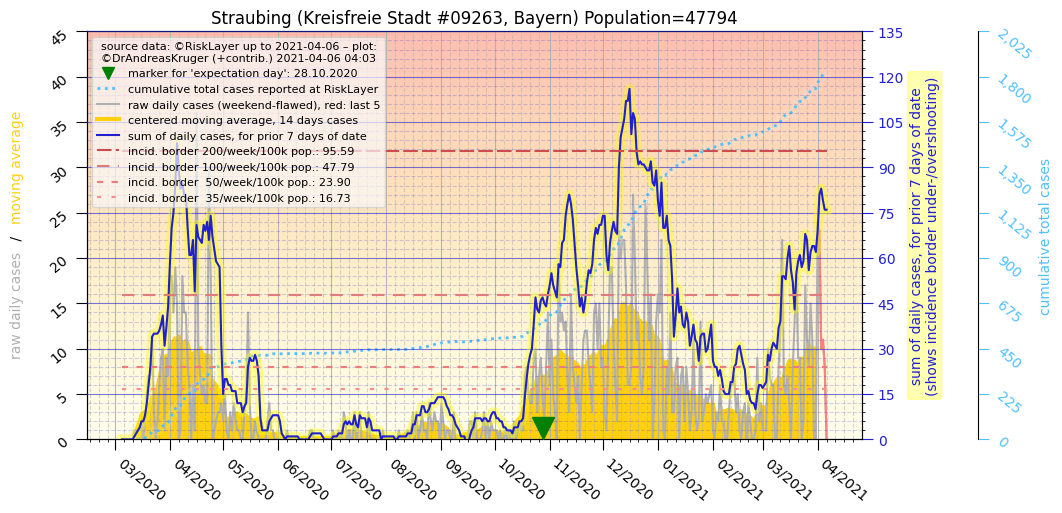 Straubing (Kreisfreie Stadt #09263, Bayern) Population=47794
source data: ©RiskLayer up to 2021-04-06 – plot:
©DrAndreasKruger (+contrib.) 2021-04-06 04:03
marker for 'expectation day': 28.10.2020
cumulative total cases reported at RiskLayer
raw daily cases (weekend-flawed), red: last 5
centered moving average, 14 days cases
sum of daily cases, for prior 7 days of date
incid. border 200/week/100k pop.: 95.59
incid. border 100/week/100k pop.: 47.79
incid. border  50/week/100k pop.: 23.90
incid. border  35/week/100k pop.: 16.73
raw daily cases / moving average
45
40
35
30
25
20
15
10
5
0
03/2020
04/2020
05/2020
06/2020
07/2020
08/2020
09/2020
10/2020
11/2020
12/2020
01/2021
02/2021
03/2021
04/2021
135
120
105
90
75
60
45
30
15
0
sum of daily cases, for prior 7 days of date
(shows incidence border under-/overshooting)
2,025
1,800
1,575
1,350
1,125
900
675
450
225
0
cumulative total cases